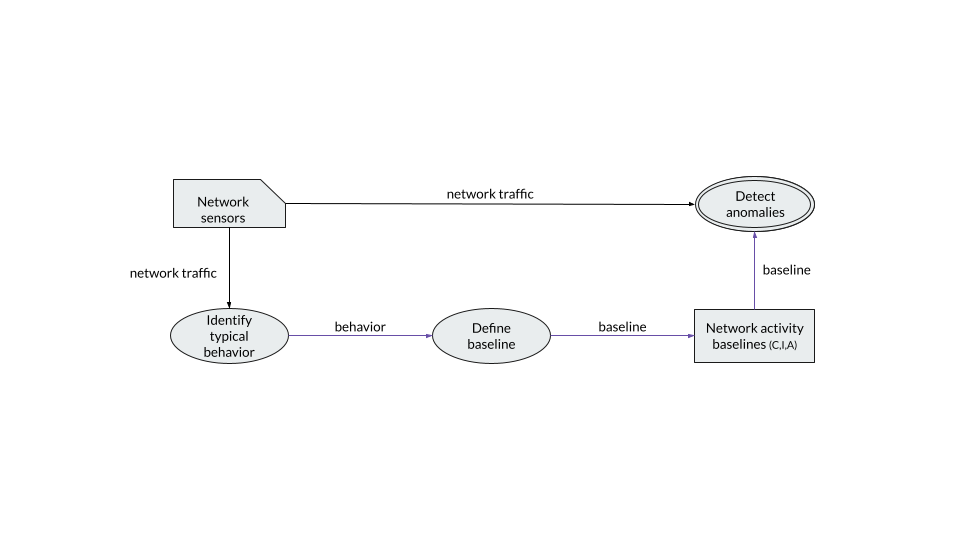 network traffic
Network
sensors
Detect
anomalies
network traffic
baseline
Identify
typical
behavior
behavior
Define
baseline
baseline
Network activity
baselines (C,I,A)